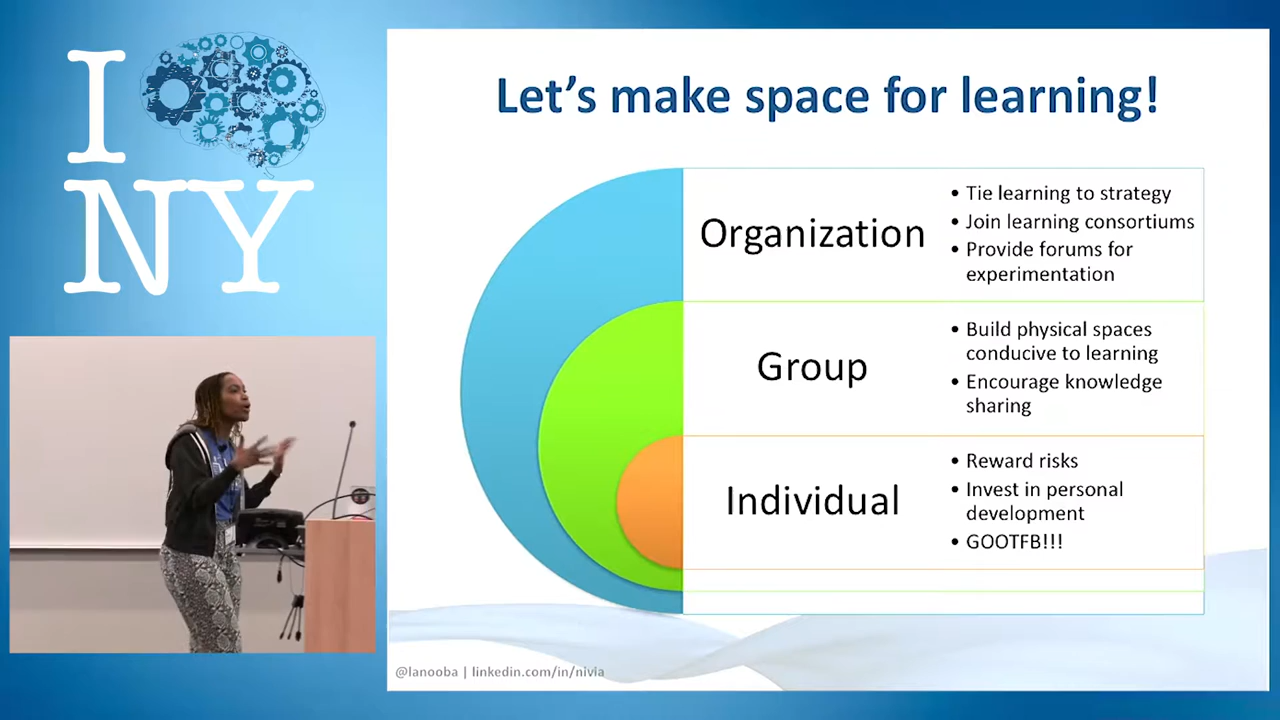 I
NY
Let's make space for learning!
Organization
• Tie learning to strategy
• Join learning consortiums
• Provide forums for
experimentation
Group
• Build physical spaces
conducive to learning
• Encourage knowledge
sharing
Individual
• Reward risks
• Invest in personal
development
• GOOTFB!!!
@lanooba | linkedin.com/in/nivia